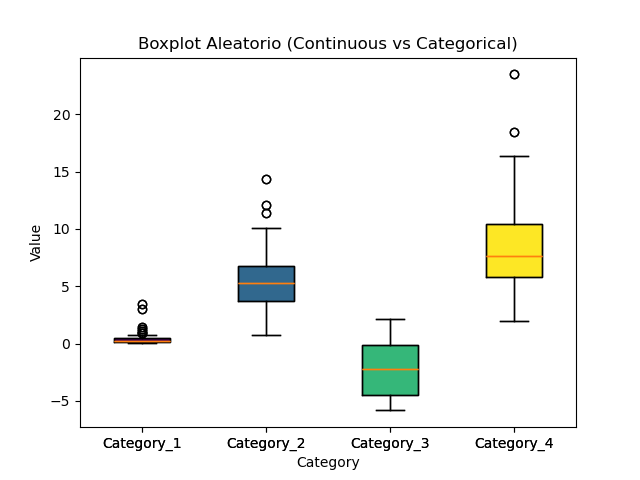 Boxplot Aleatorio (Continuous vs Categorical)
Value
20
15
10
5
0
−5
Category_1 Category_2 Category_3 Category_4
Category